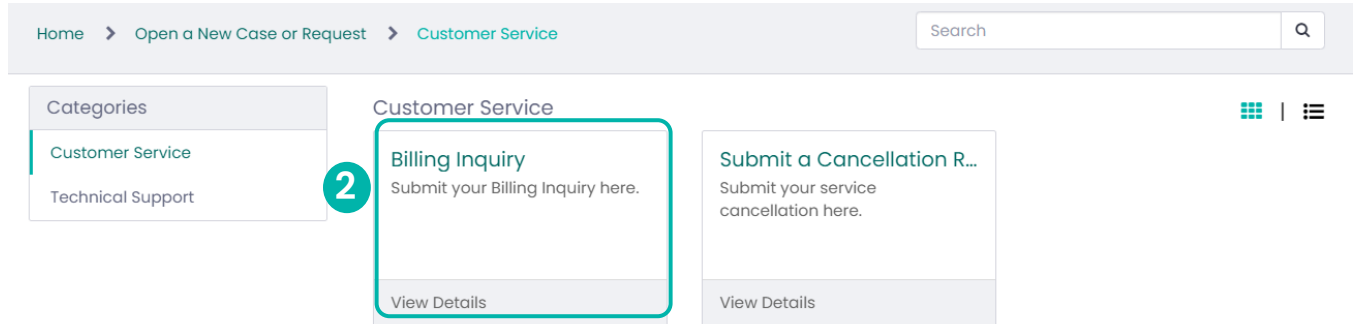 Home > Open a New Case or Request > Customer Service
Search
Categories
Customer Service
Technical Support
Customer Service
|
2
Billing Inquiry
Submit your Billing Inquiry here.
View Details
Submit a Cancellation R...
Submit your service
cancellation here.
View Details